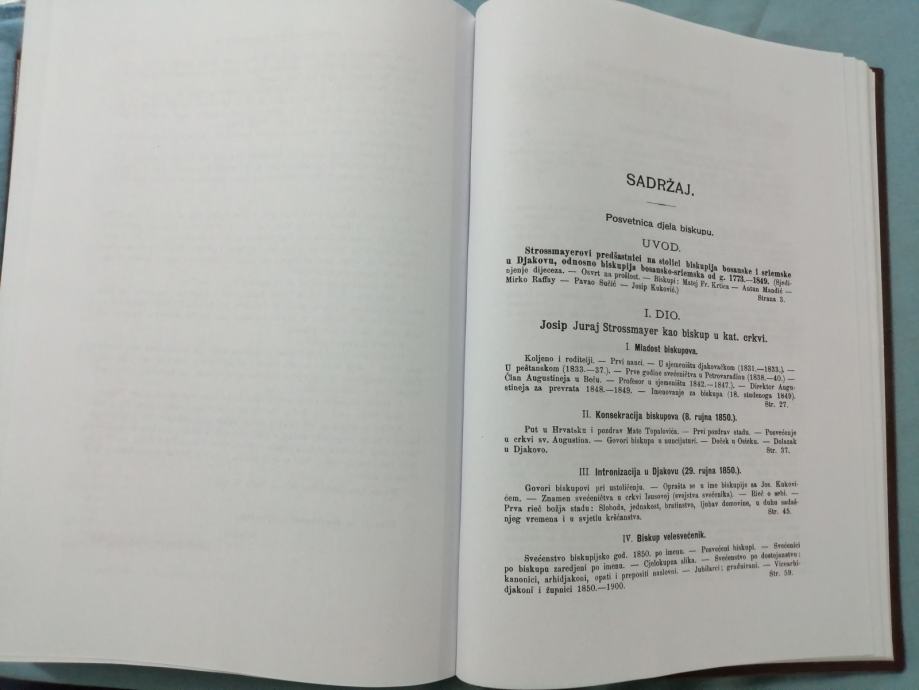 SADRŽAJ.
Posvetnica djela biskupu.
UVOD.
Strossmayerovi predšastnici na stolici biskupija bosanske i sriemske
u Djakovu, odnosno biskupija bosansko-sriemska od g. 1773.—1849. (Sjedi-
njenje dijeceza. — Osvrt na prošlost. — Biskupi: Matej Fr. Krtica — Antun Mandić —
Mirko Raffay — Pavao Sučić — Josip Kuković.)
Strana 3.
I. DIO.
Josip Juraj Strossmayer kao biskup u kat. crkvi.
I. Mladost biskupova.
Koljeno i roditelji. — Prvi nauci. — U sjemeništu djakovačkom (1831.—1833.). —
U peštanskom (1833.—37.). — Prve godine svećeničtva u Petrovaradinu (1838.—40.). —
Član Augustineja u Beču. — Profesor u sjemeništu 1842.—1847.). — Direktor Augu-
stineja za prevrata 1848.—1849. — Imenovanje za biskupa (18. studenoga 1849).
Str. 27.
II. Konsekracija biskupova (8. rujna 1850.).
Put u Hrvatsku i pozdrav Mate Topalovića. — Prvi pozdrav stadu. — Posvećenje
u crkvi sv. Augustina. — Govori biskupa u nuncijaturi. — Doček u Osieku. — Dolazak
u Djakovo. Str. 37.
III Intronizacija u Djakovu (29. rujna 1850.).
Govori biskupovi pri ustoličenju. — Oprašta se u ime biskupije sa Jos. Kukovi-
ćem. — Znamen svećeničtva u crkvi Isusovoj (svojstva svećenika). — Rieč o sebi. —
Prva rieč božja stadu: Sloboda, jednakost, bratinstvo, ljubav domovine, u duhu sadaš-
njeg vremena i u svjetlu kršćanstva. Str. 45.
IV. Biskup velesvećenik.
Svećenstvo biskupijsko god. 1850. po imenu. — Posvećeni biskupi. — Svećenici
po biskupu zaredjeni po imenu. — Cjelokupna slika. — Svećenstvo po dostojanstvu:
kanonici, arhidjakoni, opati i prepositi naslovni. — Jubilarci; graduirani. — Vicearhi-
djakoni i župnici 1850.—1900. Str. 59.